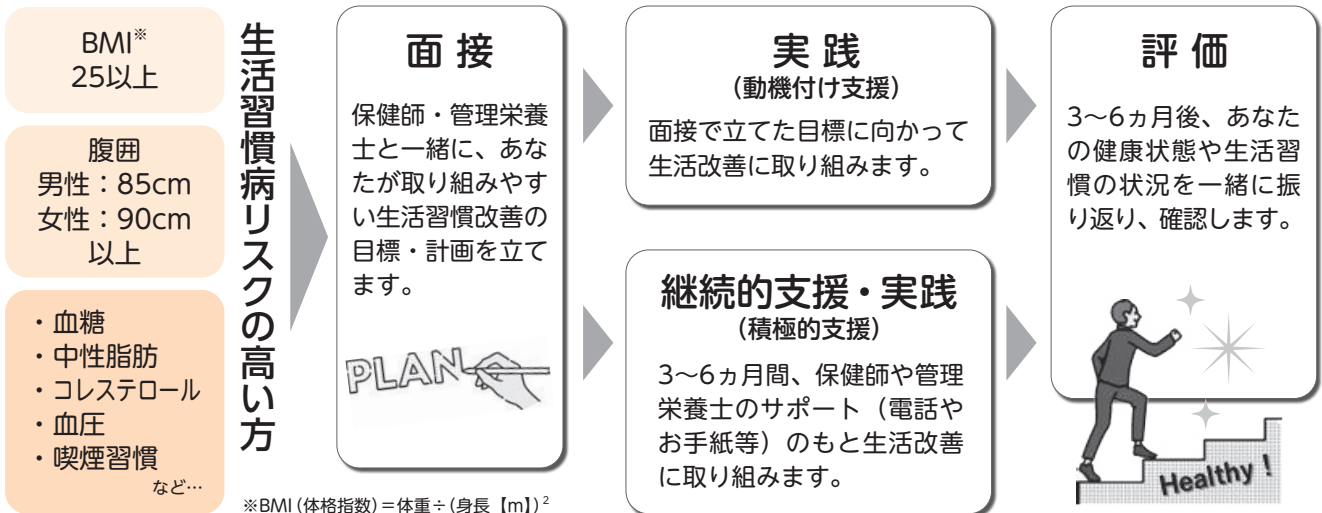 BMI※
25以上
腹囲
男性：85cm
女性：90cm
以上
・血糖
・中性脂肪
・コレステロール
・血圧
・喫煙習慣
など…
生活習慣病リスクの高い方
面 接
保健師・管理栄養
士と一緒に、あな
たが取り組みやす
い生活習慣改善の
目標・計画を立て
ます。
PLAN
※BMI（体格指数）＝体重÷（身長【m】）²
実 践
（動機付け支援）
面接で立てた目標に向かって
生活改善に取り組みます。
継続的支援・実践
（積極的支援）
3〜6ヵ月間、保健師や管理
栄養士のサポート（電話や
お手紙等）のもと生活改善
に取り組みます。
評 価
3〜6ヵ月後、あなた
の健康状態や生活習
慣の状況を一緒に振
り返り、確認します。
Healthy！